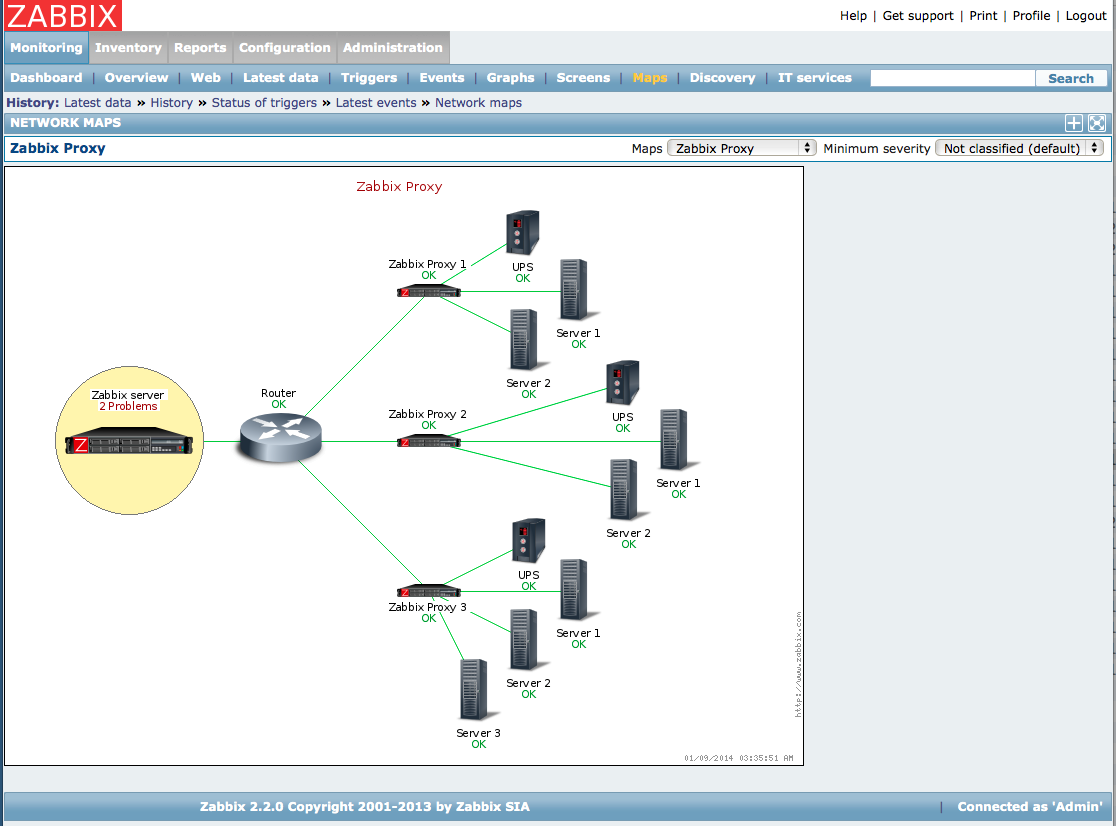 ZABBIX
Help | Get support | Print | Profile | Logout
Monitoring Inventory Reports Configuration Administration
Dashboard | Overview | Web | Latest data | Triggers | Events | Graphs | Screens | Maps | Discovery | IT services Search
History: Latest data » History » Status of triggers » Latest events » Network maps
NETWORK MAPS
Zabbix Proxy Maps Zabbix Proxy Minimum severity Not classified (default)
Zabbix Proxy
Zabbix Proxy 1
OK
Z
UPS
OK
Server 1
OK
Server 2
OK
Zabbix server
2 Problems
Z
Router
OK
Zabbix Proxy 2
OK
Z
UPS
OK
Server 1
OK
Server 2
OK
Z
Zabbix Proxy 3
OK
UPS
OK
Server 1
OK
Server 2
OK
Server 3
OK
http://www.zabbix.com
01/09/2014 03:35:51 AM
Zabbix 2.2.0 Copyright 2001-2013 by Zabbix SIA | Connected as 'Admin'